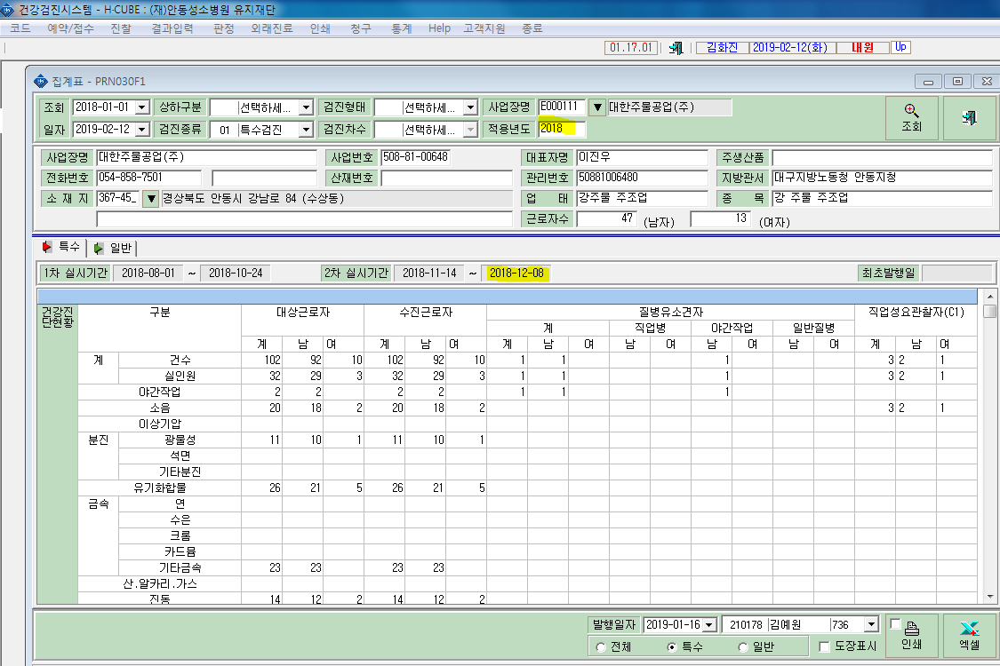 건강검진시스템 - H-CUBE : (재)안동성소병원 유지재단
코드 예약/접수 진찰 결과입력 판정 외래진료 인쇄 청구 통계 Help 고객지원 종료
01.17.01 김화진 2019-02-12(화) 내원 Up
집계표 - PRN030F1
조회 2018-01-01 상하구분 선택하세... 검진형태 선택하세... 사업장명 E000111 대한주물공업(주)
일자 2019-02-12 검진종류 01 특수검진 검진차수 선택하세... 적용년도 2018
조회
사업장명 대한주물공업(주) 사업번호 508-81-00648 대표자명 이진우 주생산품
전화번호 054-858-7501 산재번호 관리번호 50881006480 지방관서 대구지방노동청 안동지청
소 재 지 367-45_ 경상북도 안동시 강남로 84 (수상동) 업 태 강주물 주조업 종 목 강 주물 주조업
근로자수 47 (남자) 13 (여자)
특수 일반
1차 실시기간 2018-08-01 ~ 2018-10-24 2차 실시기간 2018-11-14 ~ 2018-12-08 최초발행일
건강진단현황 구분 대상근로자 수진근로자 질병유소견자 직업성요관찰자(C1)
계 직업병 야간작업 일반질병
계 남 여 계 남 여 계 남 여 남 여 남 여 남 여 계 남 여
계 건수 102 92 10 102 92 10 1 1 1 3 2 1
실인원 32 29 3 32 29 3 1 1 1 3 2 1
야간작업 2 2 2 2 1 1 1
소음 20 18 2 20 18 2 3 2 1
이상기압
분진 광물성 11 10 1 11 10 1
석면
기타분진
유기화합물 26 21 5 26 21 5
금속 연
수은
크롬
카드뮴
기타금속 23 23 23 23
산.알카리.가스
진동 14 12 2 14 12 2
발행일자 2019-01-16 210178 김예원 736
전체 특수 일반 도장표시
인쇄 엑셀